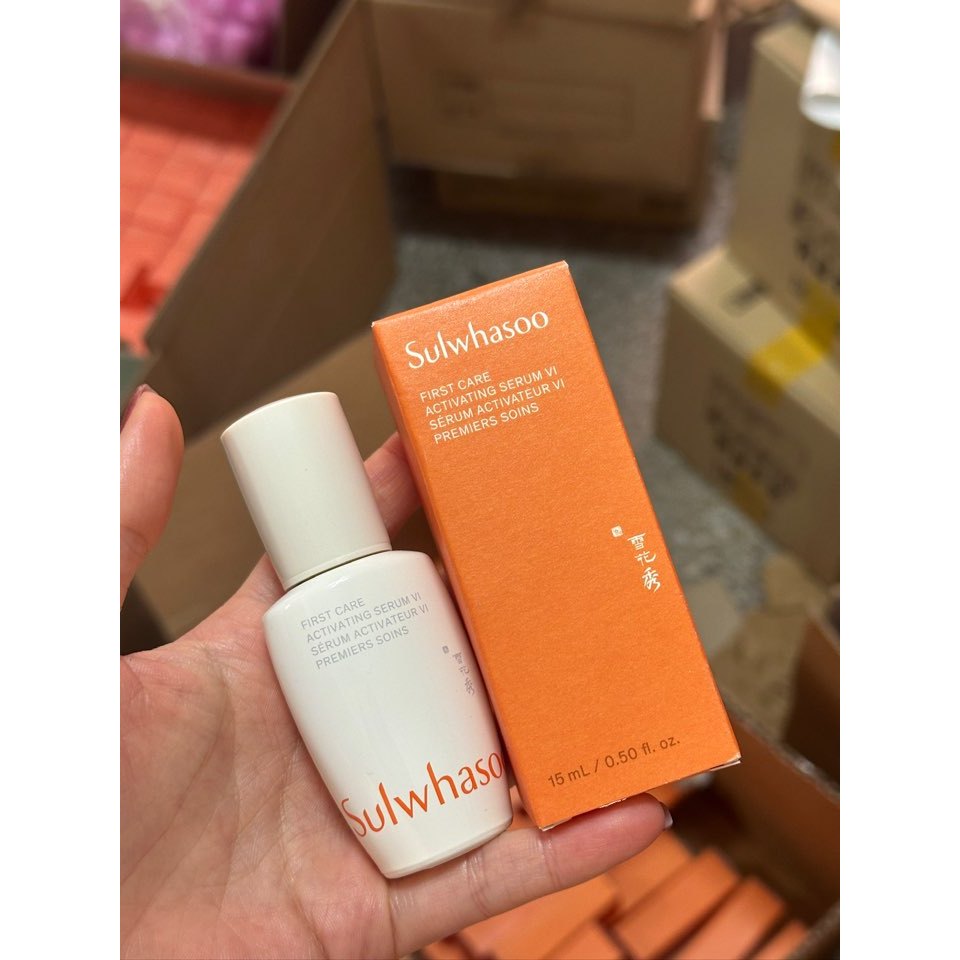 Sulwhasoo
FIRST CARE
ACTIVATING SERUM VI
SÉRUM ACTIVATEUR VI
PREMIERS SOINS
雪花秀
15 mL / 0.50 fl. oz.
FIRST CARE
ACTIVATING SERUM VI
SÉRUM ACTIVATEUR VI
PREMIERS SOINS
雪花秀
Sulwhasoo